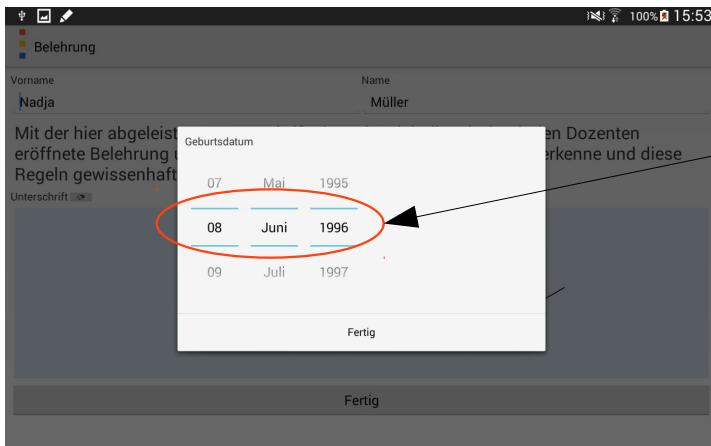 100% 15:53
Belehrung
Vorname Name
Nadja Müller
Mit der hier abgeleist en Dozenten
eröffnete Belehrung erkenne und diese
Regeln gewissenhaft
Unterschrift
Geburtsdatum
07 Mai 1995
08 Juni 1996
09 Juli 1997
Fertig
Fertig